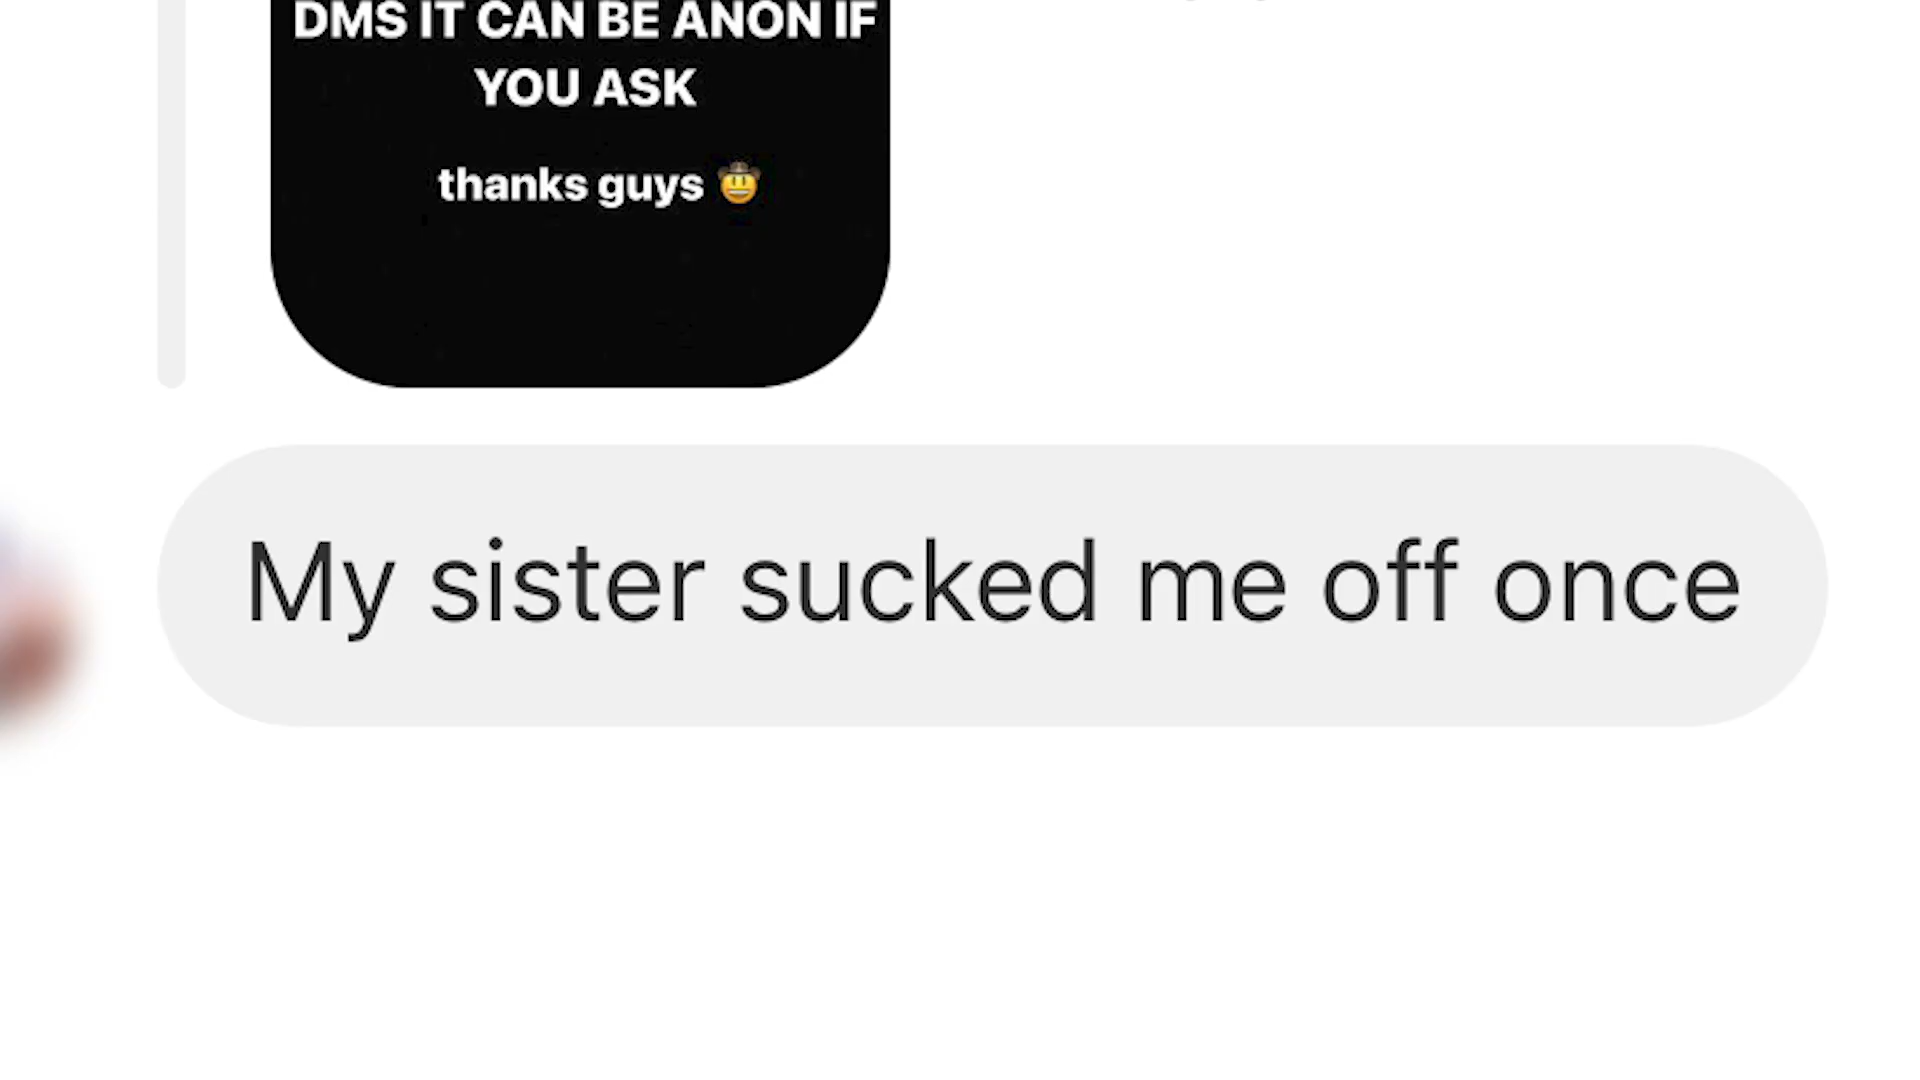 DMS IT CAN BE ANON IF
YOU ASK
thanks guys 🤠
My sister sucked me off once